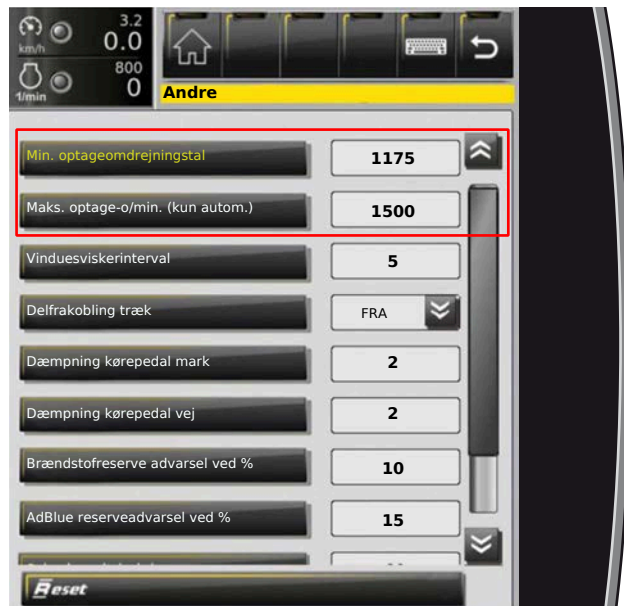 3.2
km/h 0.0
800
1/min 0
Andre
Min. optageomdrejningstal 1175
Maks. optage-o/min. (kun autom.) 1500
Vinduesviskerinterval 5
Delfrakobling træk FRA
Dæmpning kørepedal mark 2
Dæmpning kørepedal vej 2
Brændstofreserve advarsel ved % 10
AdBlue reserveadvarsel ved % 15
Reset